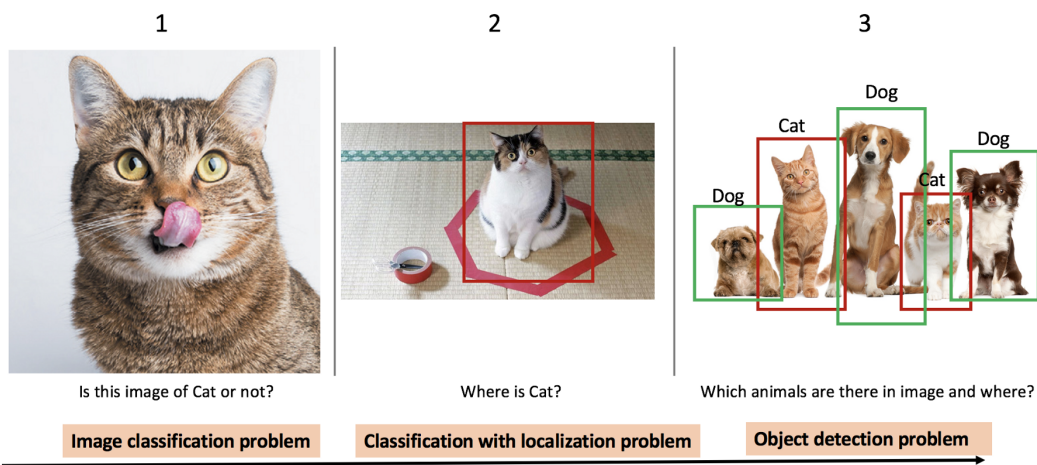 1
2
3
Dog
Cat
Dog
Cat
Dog
Is this image of Cat or not?
Where is Cat?
Which animals are there in image and where?
Image classification problem
Classification with localization problem
Object detection problem